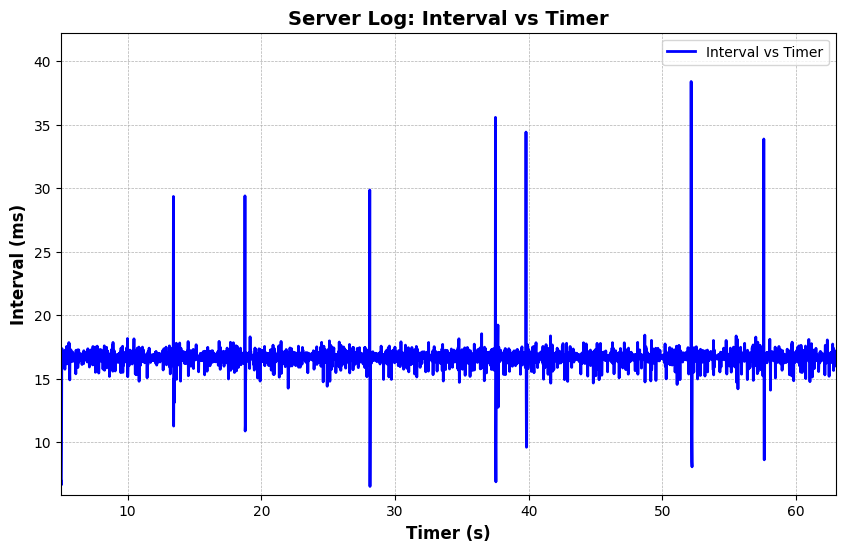 Server Log: Interval vs Timer
Interval vs Timer
40
35
30
25
20
15
10
Interval (ms)
10 20 30 40 50 60
Timer (s)